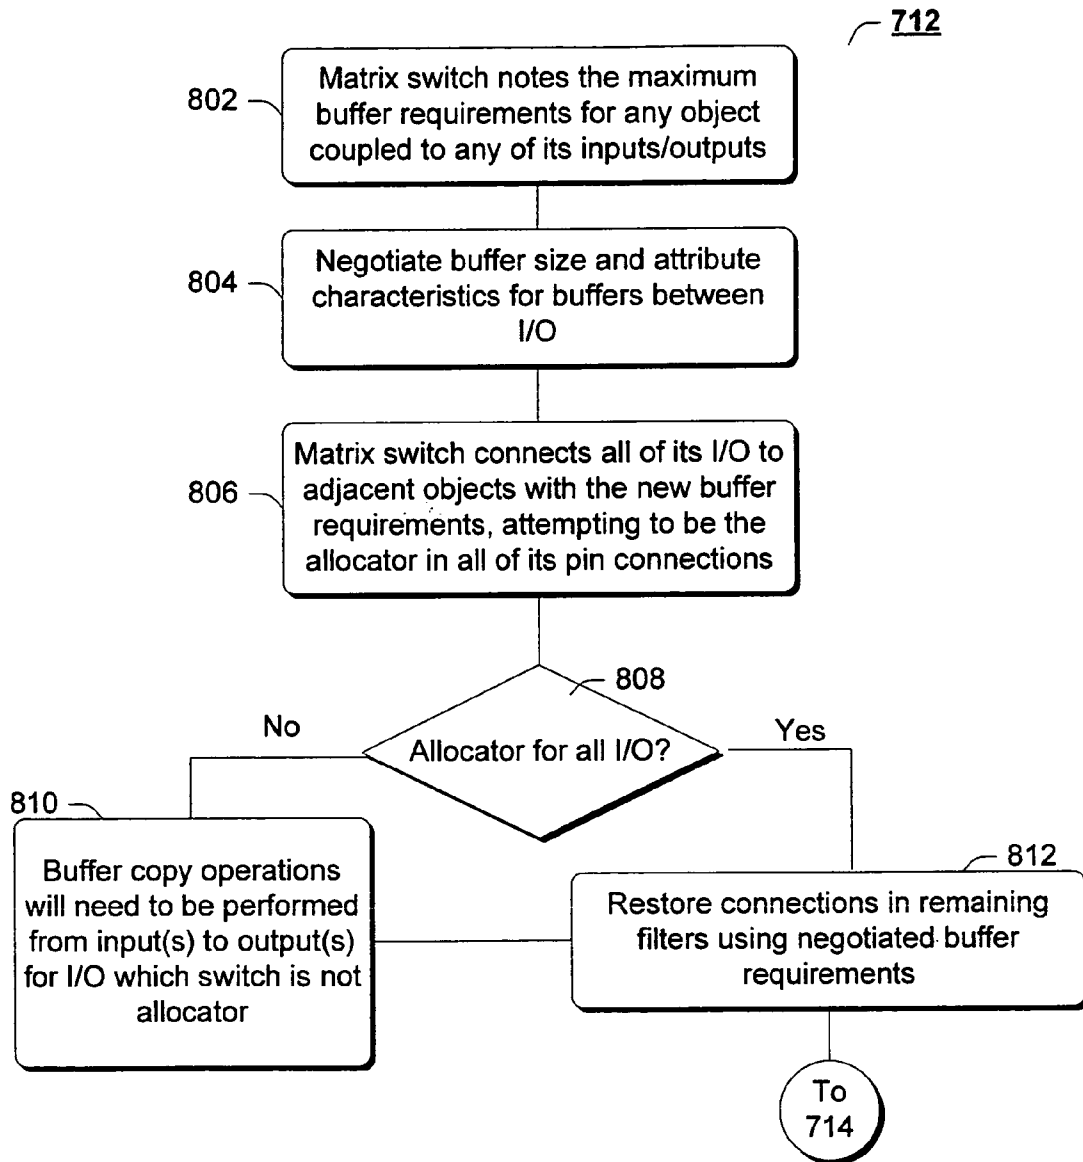 712
802
Matrix switch notes the maximum
buffer requirements for any object
coupled to any of its inputs/outputs
804
Negotiate buffer size and attribute
characteristics for buffers between
I/O
806
Matrix switch connects all of its I/O to
adjacent objects with the new buffer
requirements, attempting to be the
allocator in all of its pin connections
808
No
Yes
Allocator for all I/O?
810
Buffer copy operations
will need to be performed
from input(s) to output(s)
for I/O which switch is not
allocator
812
Restore connections in remaining
filters using negotiated buffer
requirements
To
714